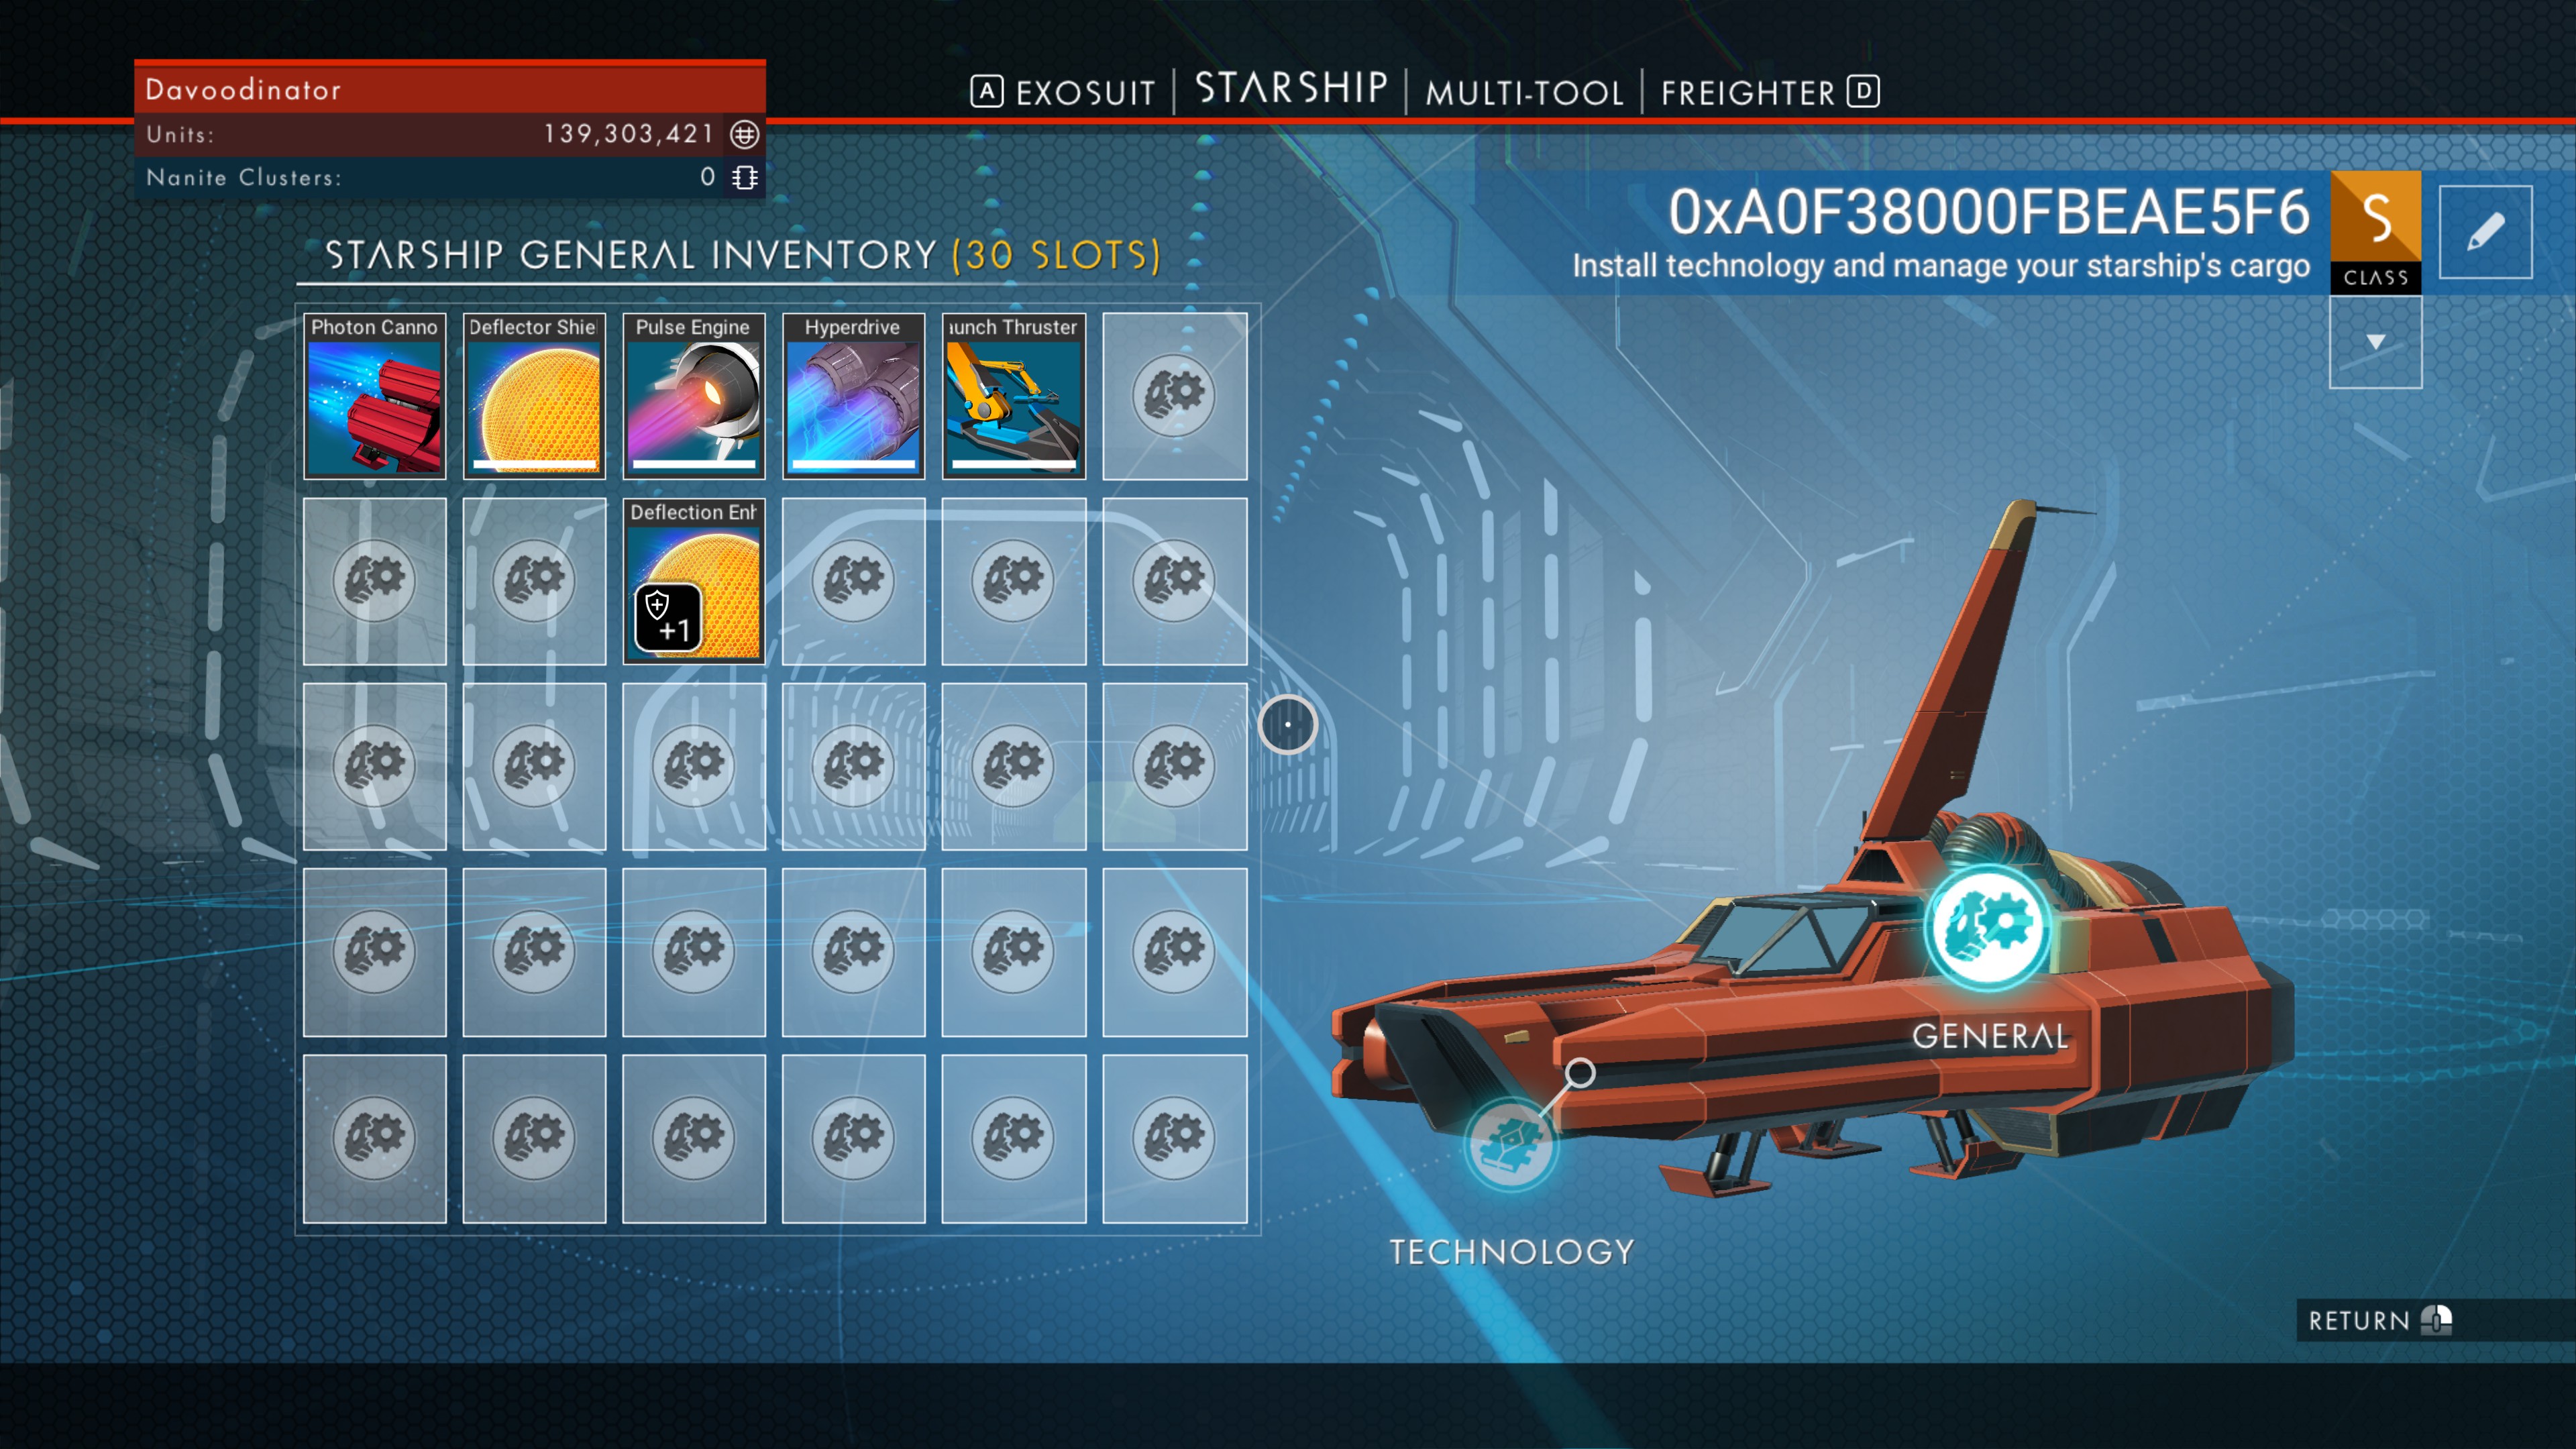 Davoodinator
Units: 139,303,421
Nanite Clusters: 0
A EXOSUIT STARSHIP MULTI-TOOL FREIGHTER D
0xA0F38000FBEAE5F6
Install technology and manage your starship's cargo
S
CLASS
STARSHIP GENERAL INVENTORY (30 SLOTS)
Photon Canno Deflector Shie Pulse Engine Hyperdrive aunch Thruster
Deflection Enh
+1
GENERAL
TECHNOLOGY
RETURN